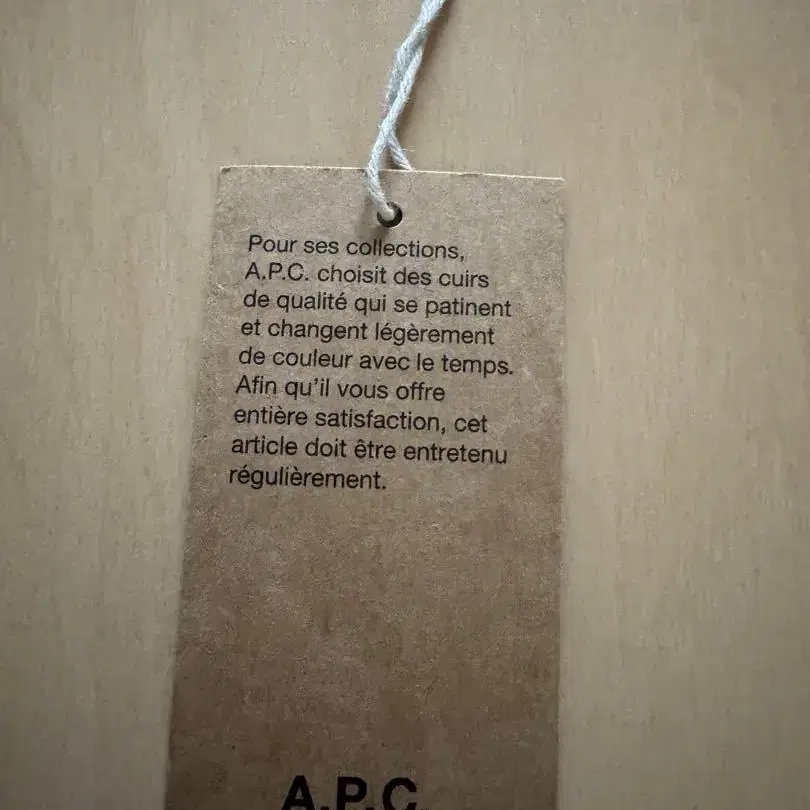 Pour ses collections,
A.P.C. choisit des cuirs
de qualité qui se patinent
et changent légèrement
de couleur avec le temps.
Afin qu'il vous offre
entière satisfaction, cet
article doit être entretenu
régulièrement.
A.P.C.